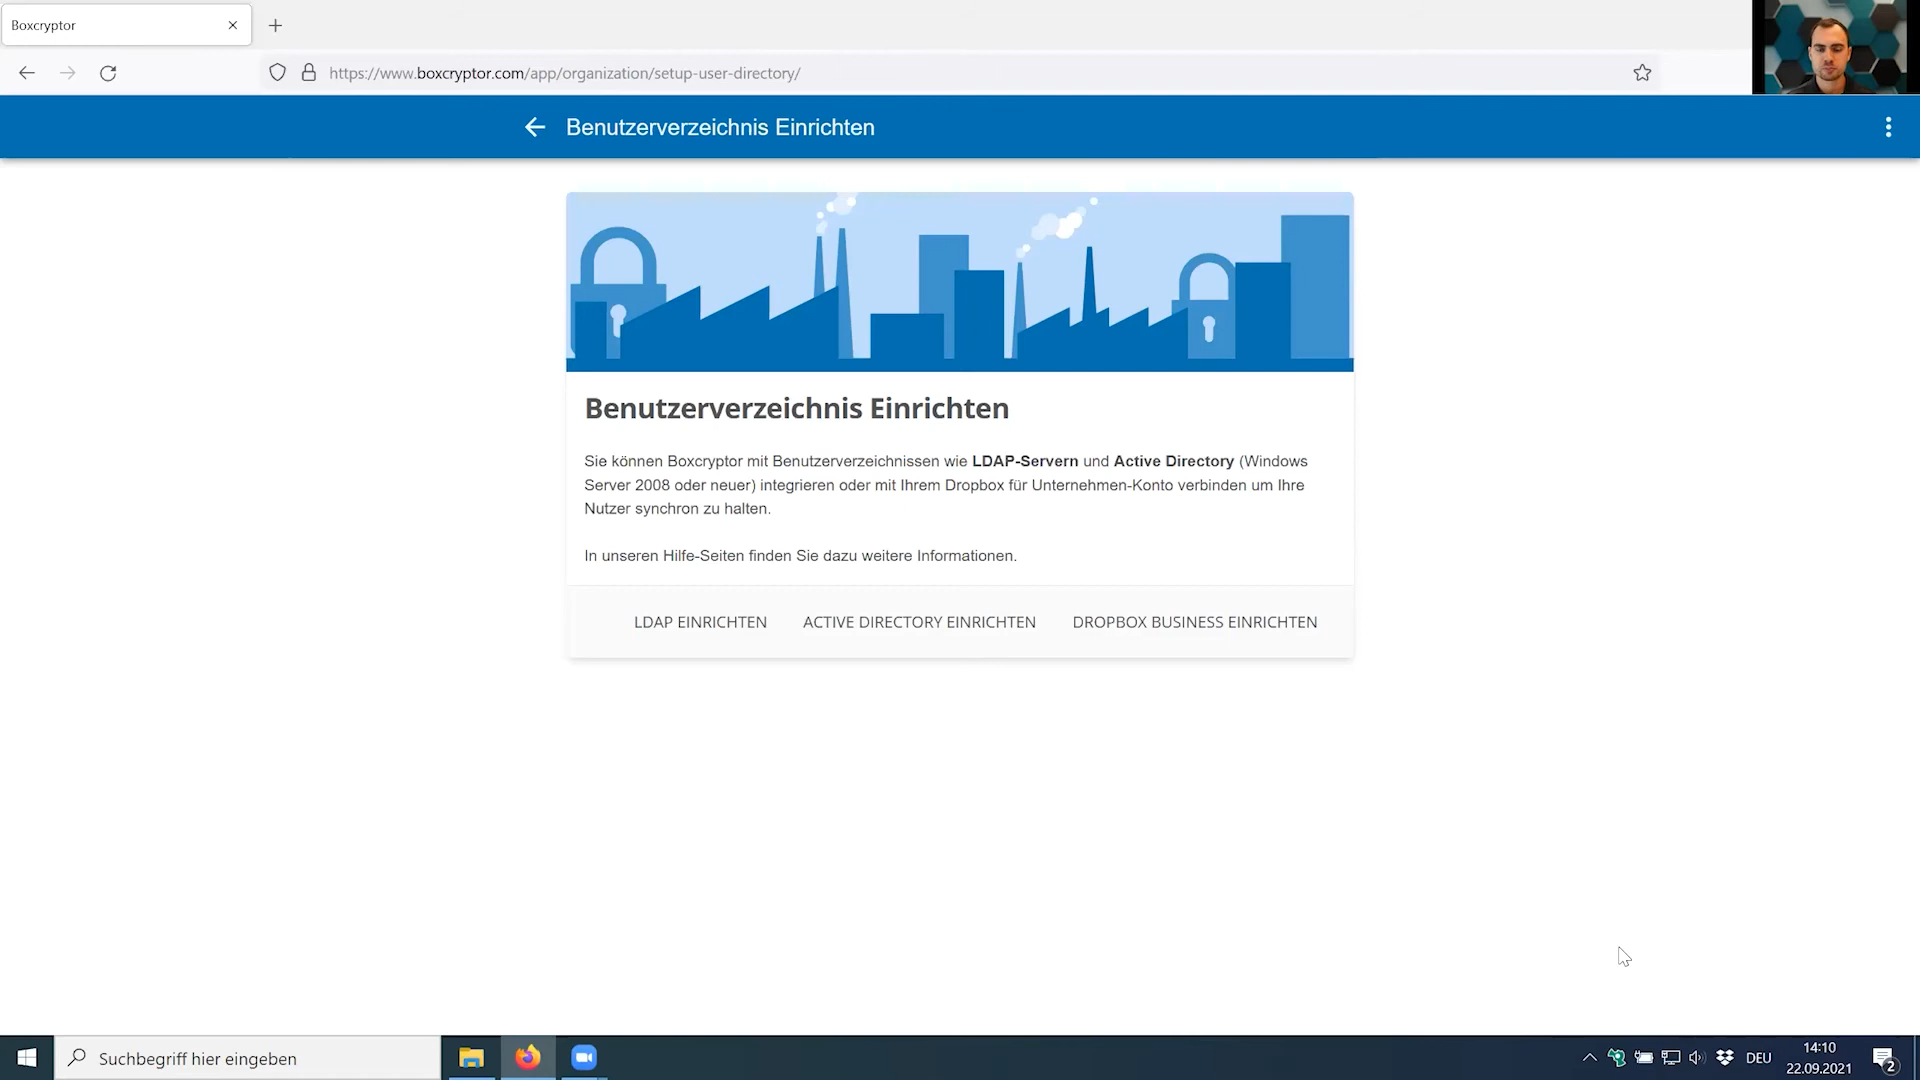 Boxcryptor
https://www.boxcryptor.com/app/organization/setup-user-directory/
Benutzerverzeichnis Einrichten
Benutzerverzeichnis Einrichten
Sie können Boxcryptor mit Benutzerverzeichnissen wie LDAP-Servern und Active Directory (Windows
Server 2008 oder neuer) integrieren oder mit Ihrem Dropbox für Unternehmen-Konto verbinden um Ihre
Nutzer synchron zu halten.
In unseren Hilfe-Seiten finden Sie dazu weitere Informationen.
LDAP EINRICHTEN ACTIVE DIRECTORY EINRICHTEN DROPBOX BUSINESS EINRICHTEN
Suchbegriff hier eingeben
DEU
14:10
22.09.2021
2